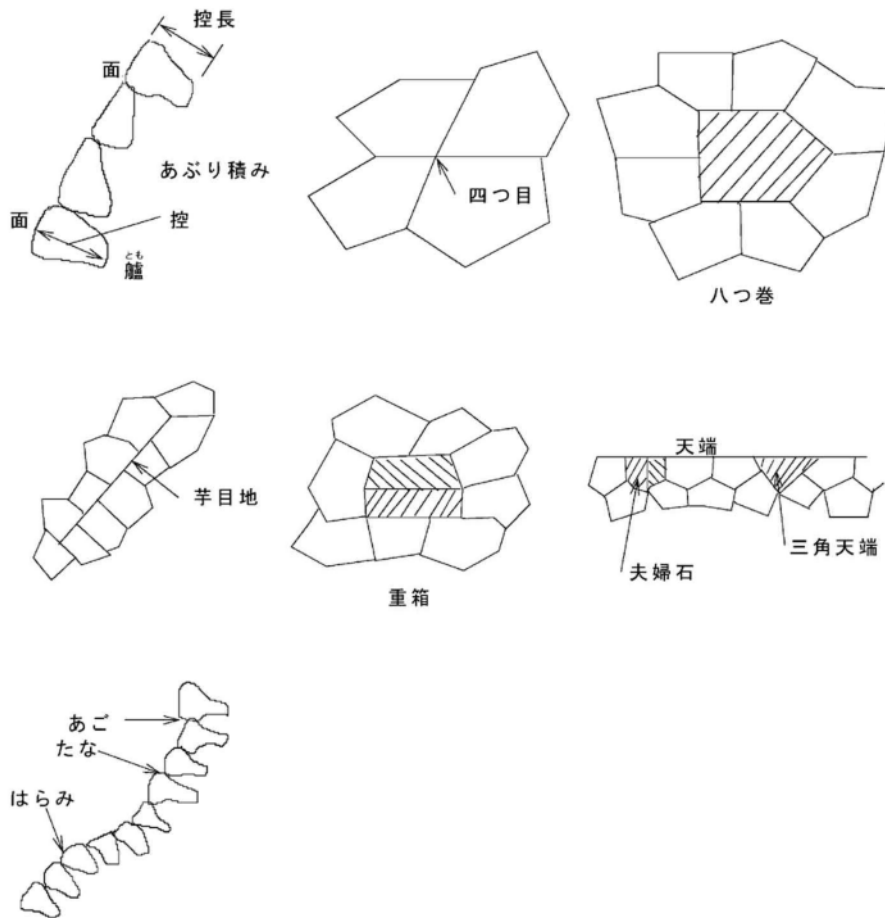 控長
面
あぶり積み
面
控
とも
艫
四つ目
八つ巻
芋目地
重箱
天端
夫婦石
三角天端
あご
たな
はらみ